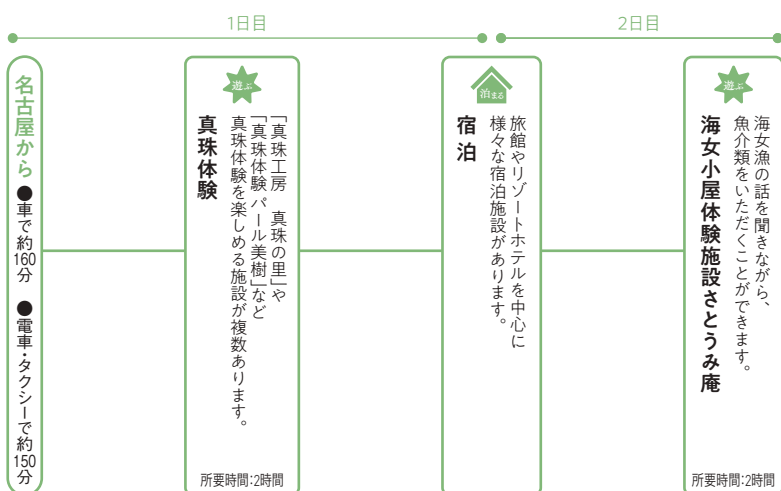 1日目
2日目
名古屋から ●車で約160分 ●電車・タクシーで約150分
遊ぶ
真珠体験
「真珠工房 真珠の里」や
「真珠体験 パール美樹」など
真珠体験を楽しめる施設が複数あります。
所要時間:2時間
泊まる
宿泊
旅館やリゾートホテルを中心に
様々な宿泊施設があります。
遊ぶ
海女小屋体験施設さとうみ庵
海女漁の話を聞きながら、
魚介類をいただくことができます。
所要時間:2時間